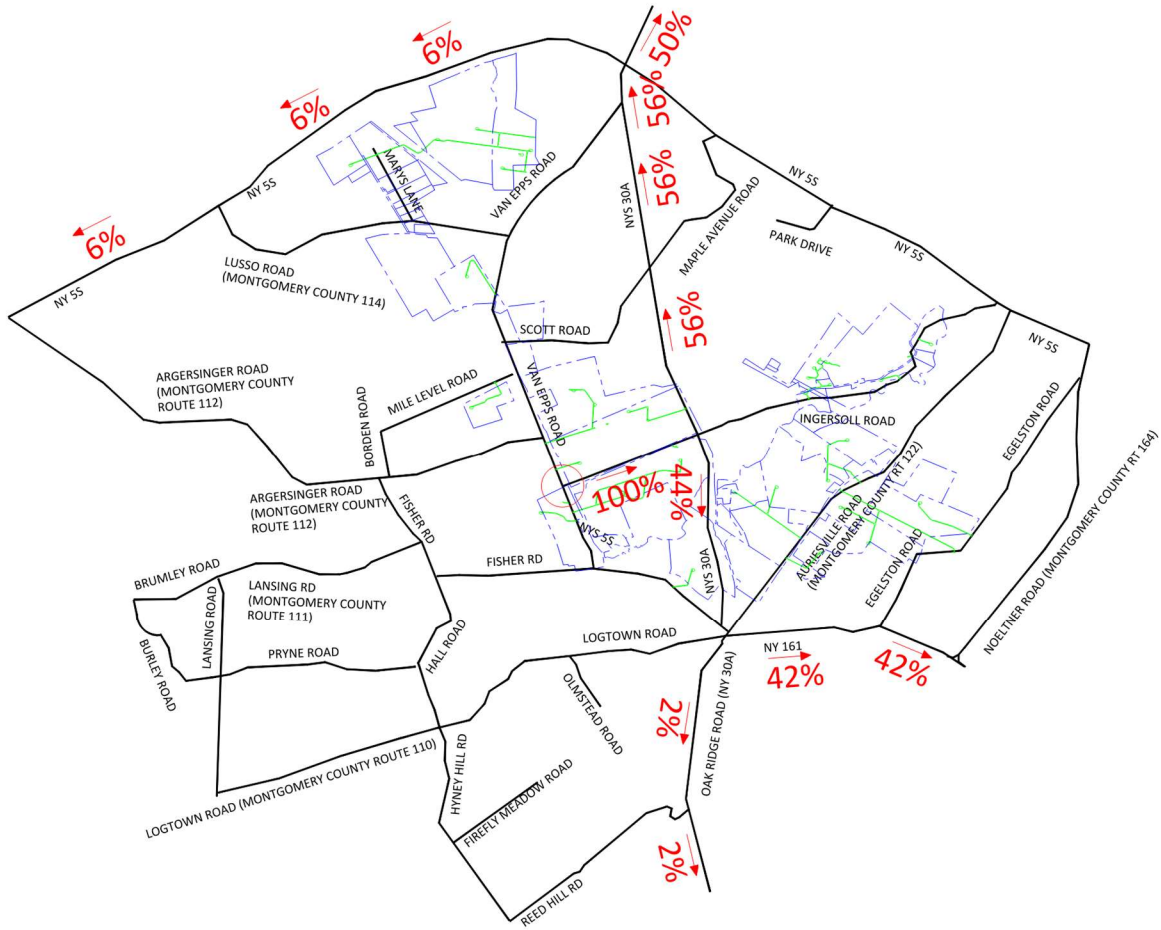 50%
6%
56%
6%
56%
NY 5S
MARYS LANE
VAN EPPS ROAD
NYS 30A
MAPLE AVENUE ROAD
NY 5S
PARK DRIVE
6%
NY 5S
LUSSO ROAD
(MONTGOMERY COUNTY 114)
NY 5S
56%
SCOTT ROAD
NY 5S
ARGERSINGER ROAD
(MONTGOMERY COUNTY
ROUTE 112)
BORDEN ROAD
MILE LEVEL ROAD
VAN EPPS ROAD
INGERSOLL ROAD
EGELSTON ROAD
ARGERSINGER ROAD
(MONTGOMERY COUNTY
ROUTE 112)
FISHER RD
100%
44%
NYS 5S
AURIESVILLE ROAD
(MONTGOMERY COUNTY RT 122)
NOELTNER ROAD (MONTGOMERY COUNTY RT 164)
BRUMLEY ROAD
LANSING ROAD
LANSING RD
(MONTGOMERY COUNTY
ROUTE 111)
FISHER RD
NYS 30A
EGELSTON ROAD
BURLEY ROAD
PRYNE ROAD
HALL ROAD
LOGTOWN ROAD
NY 161
42%
42%
OLMSTEAD ROAD
2%
OAK RIDGE ROAD (NY 30A)
LOGTOWN ROAD (MONTGOMERY COUNTY ROUTE 110)
HYNEY HILL RD
FIREFLY MEADOW ROAD
2%
REED HILL RD